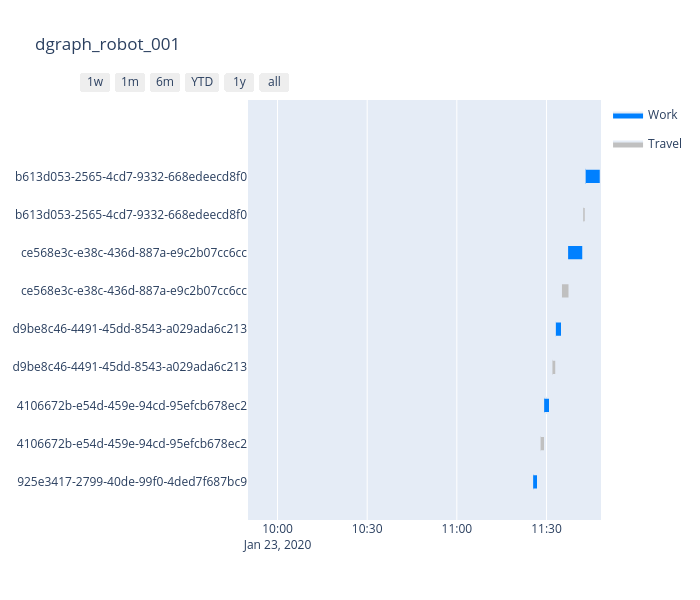 dgraph_robot_001
1w 1m 6m YTD 1y all
Work
Travel
b613d053-2565-4cd7-9332-668edeecd8f0
b613d053-2565-4cd7-9332-668edeecd8f0
ce568e3c-e38c-436d-887a-e9c2b07cc6cc
ce568e3c-e38c-436d-887a-e9c2b07cc6cc
d9be8c46-4491-45dd-8543-a029ada6c213
d9be8c46-4491-45dd-8543-a029ada6c213
4106672b-e54d-459e-94cd-95efcb678ec2
4106672b-e54d-459e-94cd-95efcb678ec2
925e3417-2799-40de-99f0-4ded7f687bc9
10:00 10:30 11:00 11:30
Jan 23, 2020